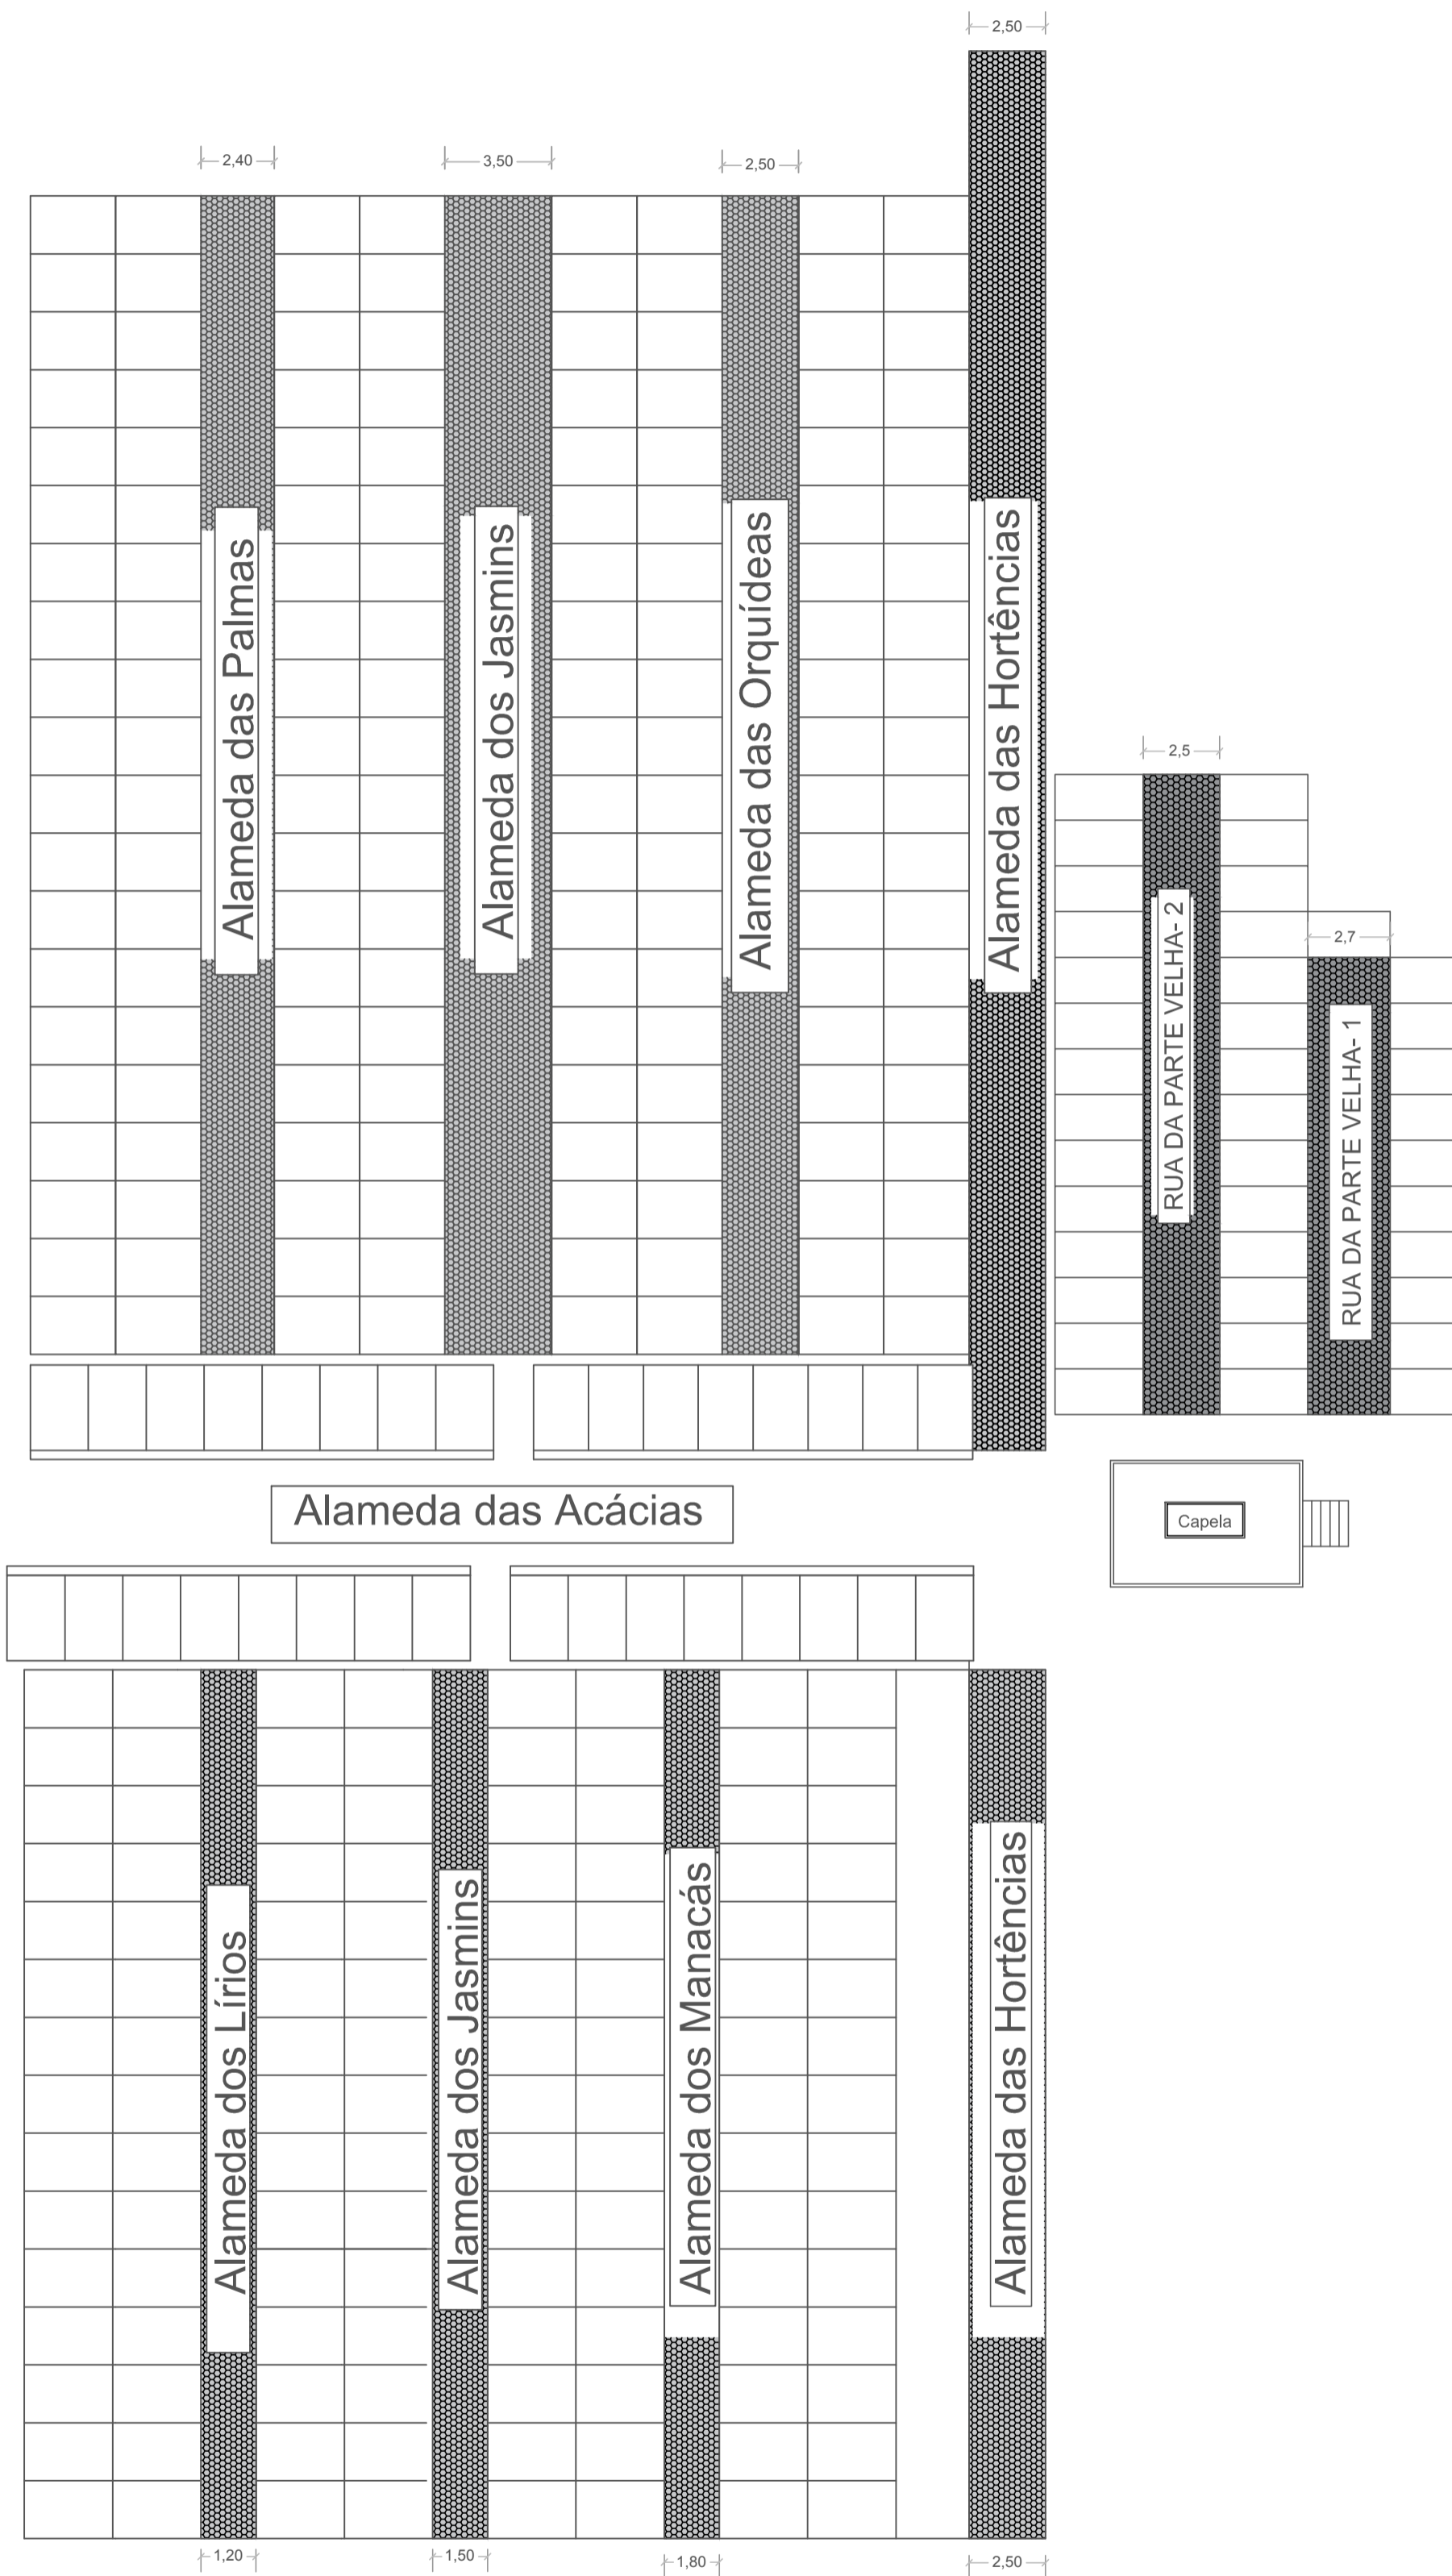 2,50
2,40
3,50
2,50
Alameda das Palmas
Alameda dos Jasmins
Alameda das Orquídeas
Alameda das Hortências
2,5
2,7
RUA DA PARTE VELHA- 2
RUA DA PARTE VELHA- 1
Alameda das Acácias
Capela
Alameda dos Lírios
Alameda dos Jasmins
Alameda dos Manacás
Alameda das Hortências
1,20
1,50
1,80
2,50